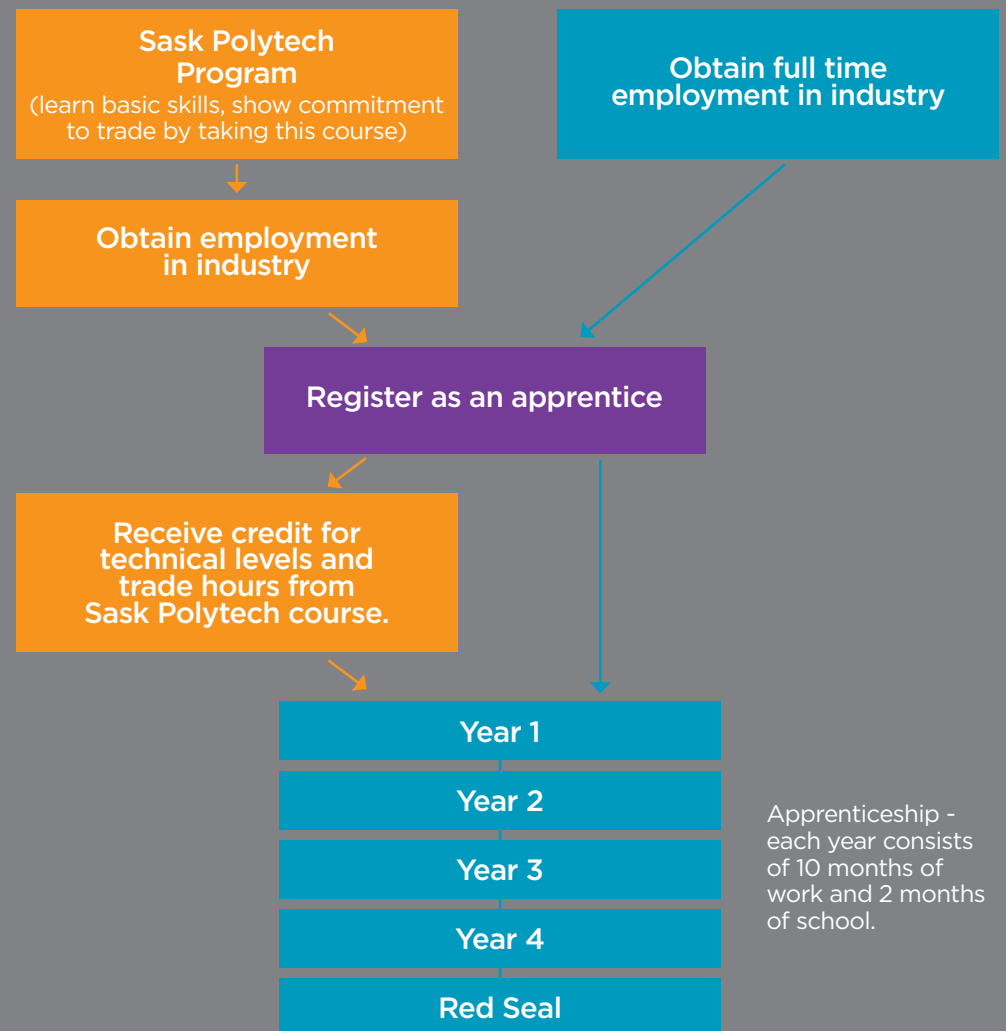 Sask Polytech
Program
(learn basic skills, show commitment
to trade by taking this course)
Obtain full time
employment in industry
Obtain employment
in industry
Register as an apprentice
Receive credit for
technical levels and
trade hours from
Sask Polytech course.
Year 1
Year 2
Year 3
Year 4
Red Seal
Apprenticeship -
each year consists
of 10 months of
work and 2 months
of school.